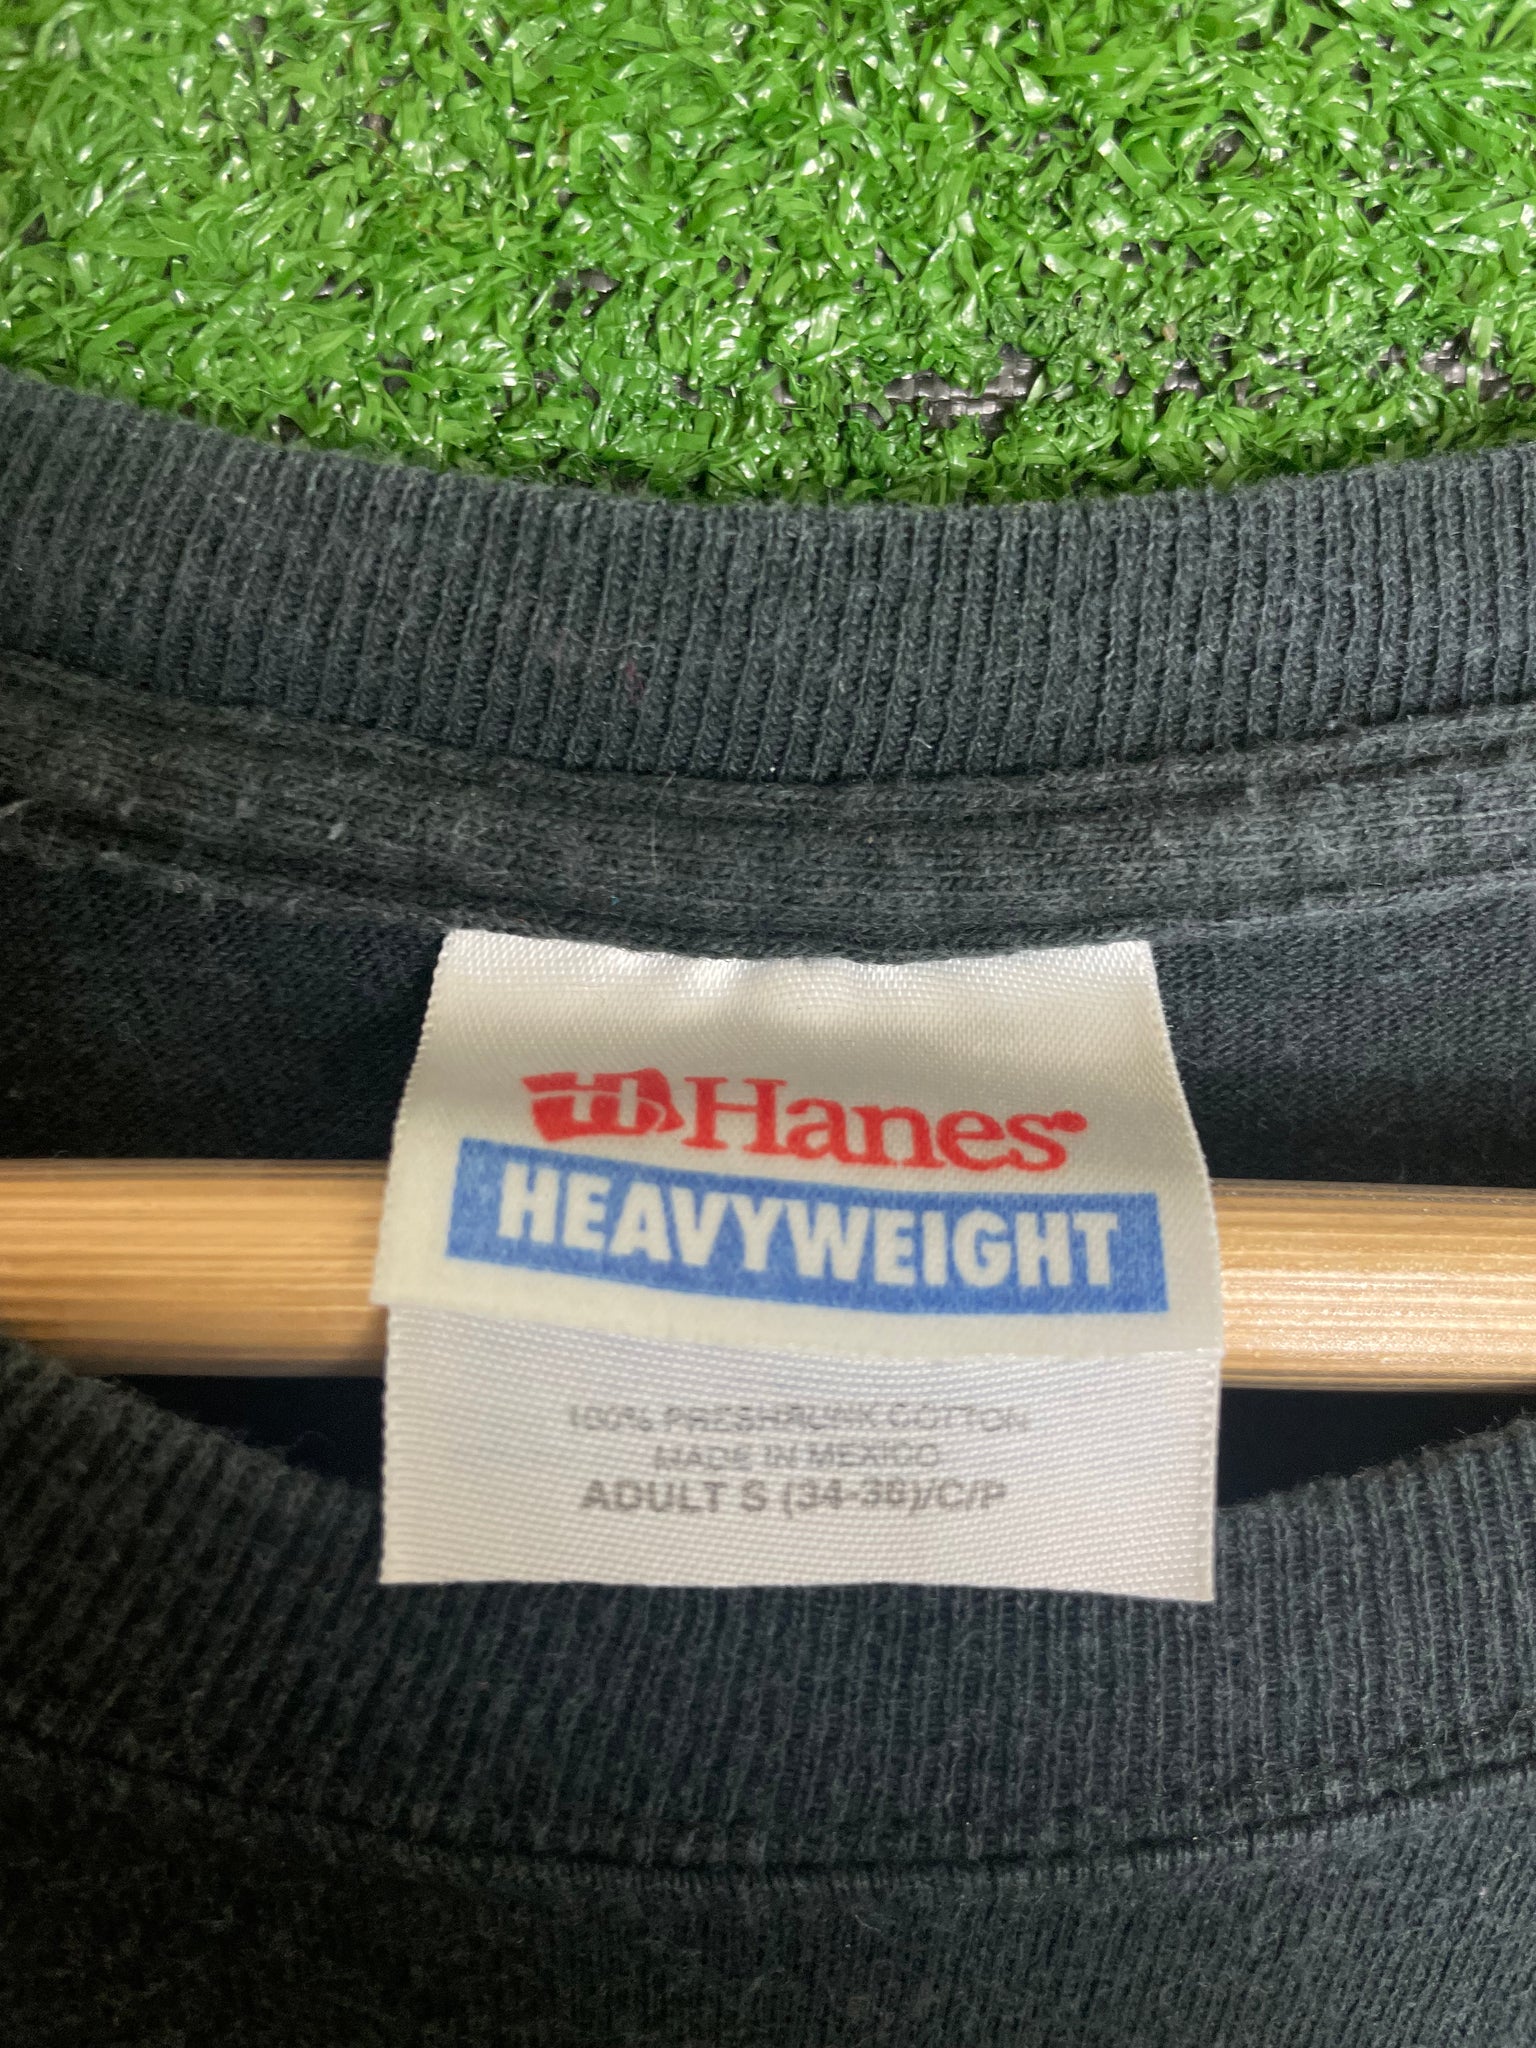 Hanes
HEAVYWEIGHT
100% PRESHRUNK COTTON
MADE IN MEXICO
ADULT S (34-36)/C/P